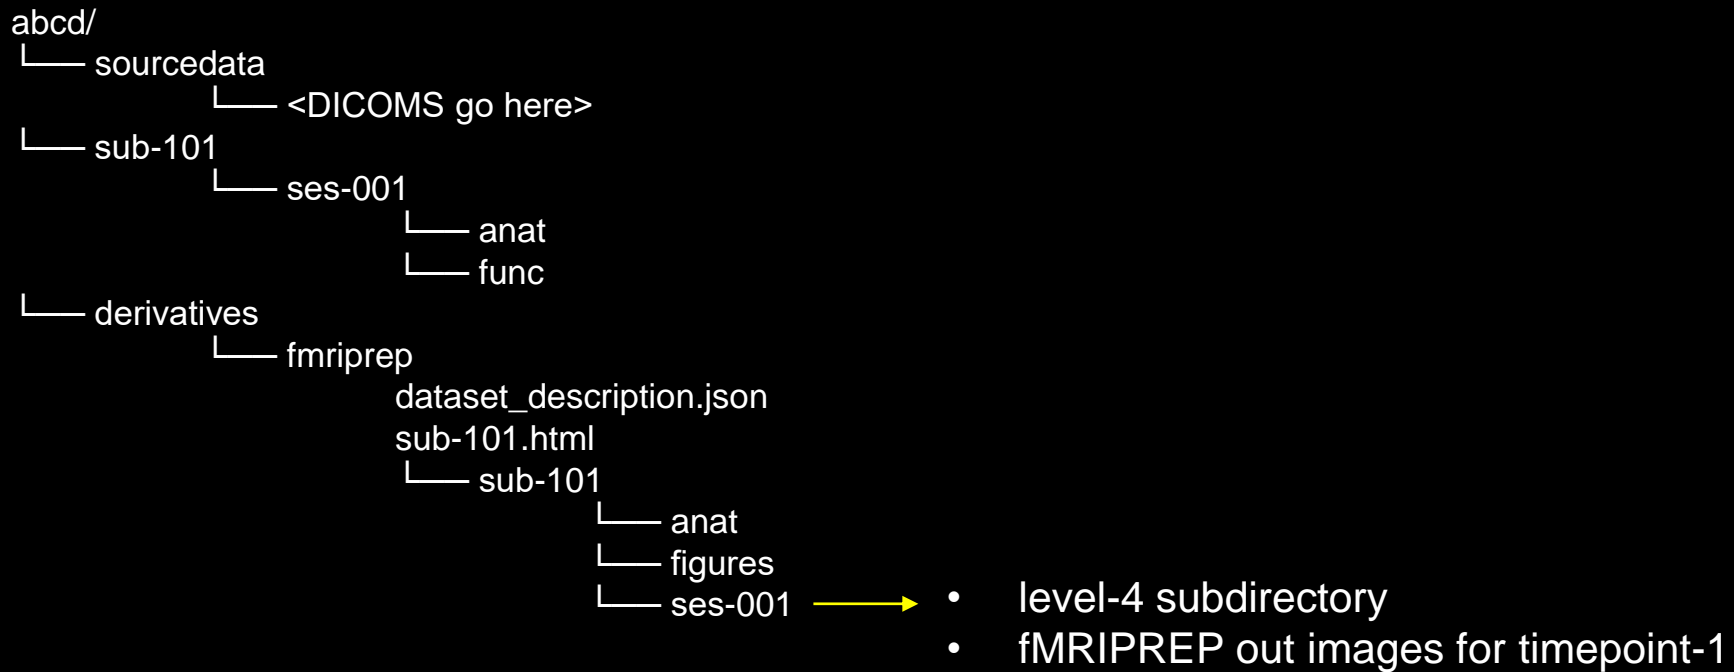 abcd/
└── sourcedata
└── <DICOMS go here>
└── sub-101
└── ses-001
└── anat
└── func
└── derivatives
└── fmriprep
dataset_description.json
sub-101.html
└── sub-101
└── anat
└── figures
└── ses-001
• level-4 subdirectory
• fMRIPREP out images for timepoint-1